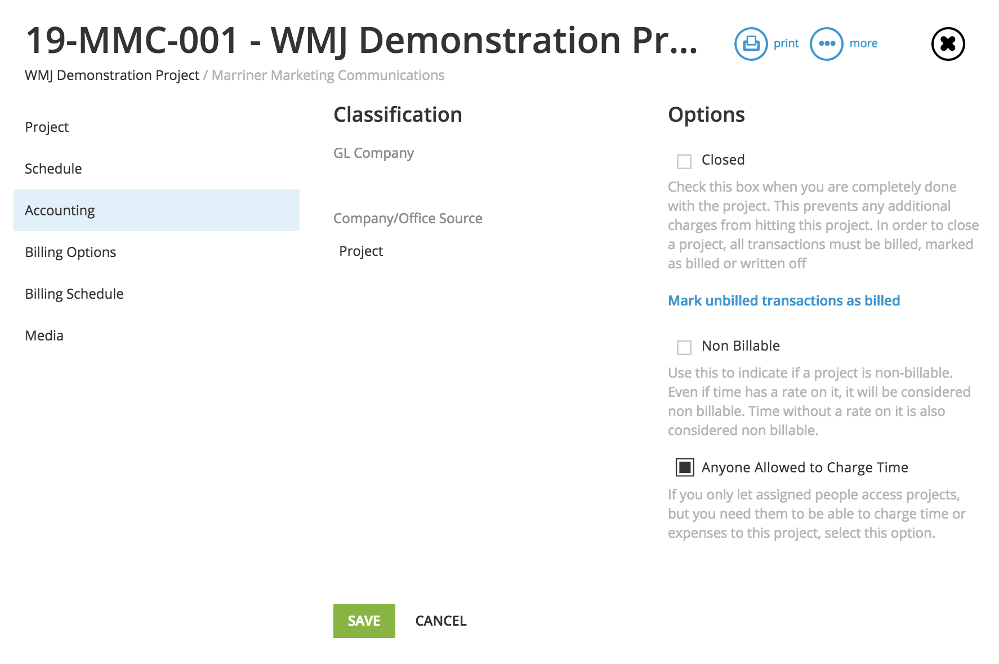 19-MMC-001 - WMJ Demonstration Pr...
print
more
WMJ Demonstration Project / Marriner Marketing Communications
Project
Schedule
Accounting
Billing Options
Billing Schedule
Media
Classification
GL Company
Company/Office Source
Project
Options
Closed
Check this box when you are completely done
with the project. This prevents any additional
charges from hitting this project. In order to close
a project, all transactions must be billed, marked
as billed or written off
Mark unbilled transactions as billed
Non Billable
Use this to indicate if a project is non-billable.
Even if time has a rate on it, it will be considered
non billable. Time without a rate on it is also
considered non billable.
Anyone Allowed to Charge Time
If you only let assigned people access projects,
but you need them to be able to charge time or
expenses to this project, select this option.
SAVE
CANCEL